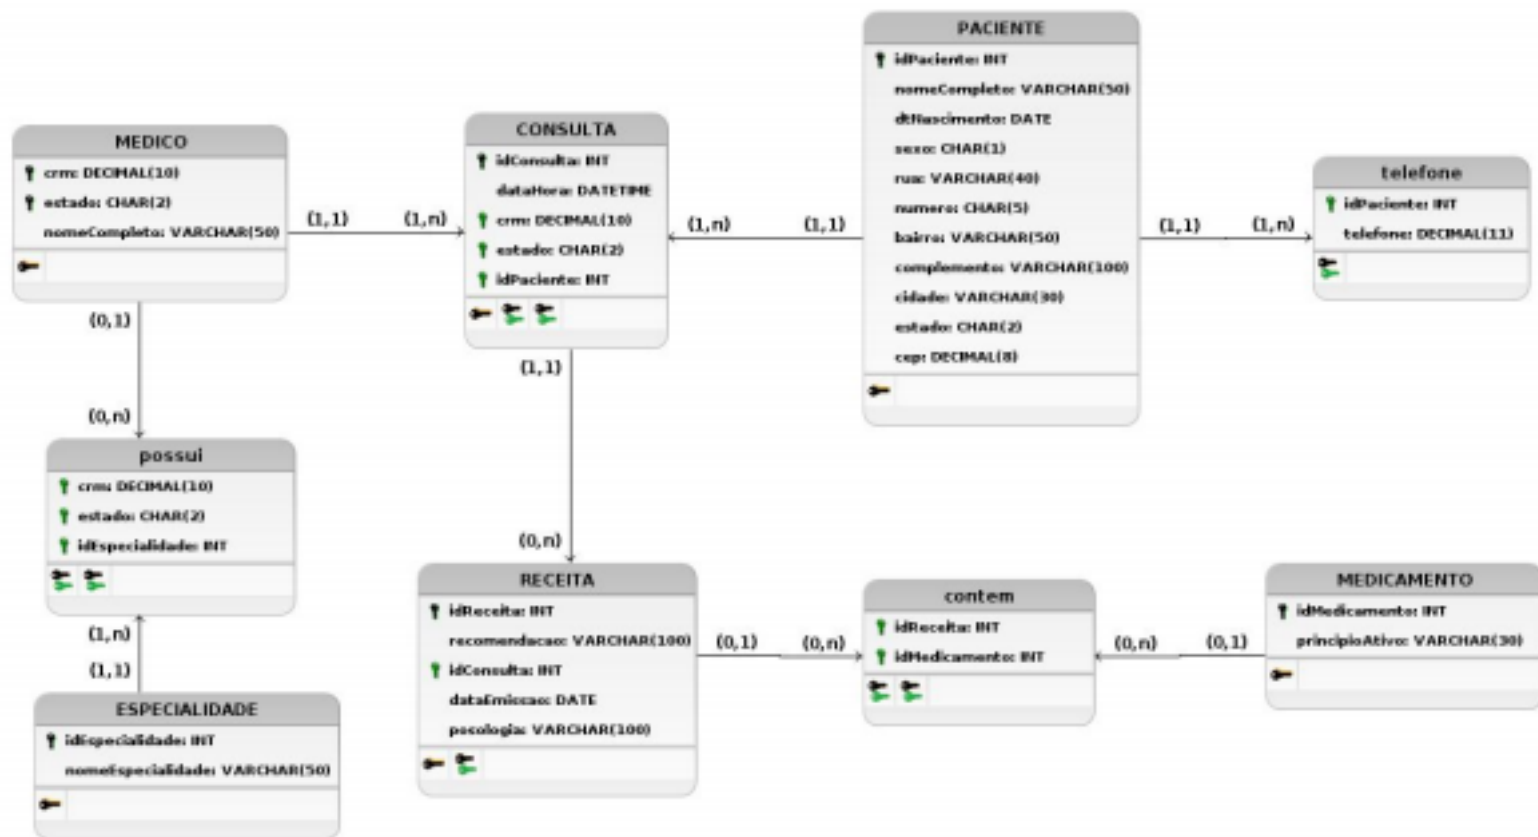 PACIENTE
idPaciente: INT
nomeCompleto: VARCHAR(50)
dtNascimento: DATE
sexo: CHAR(1)
rua: VARCHAR(40)
numero: CHAR(5)
bairro: VARCHAR(50)
complemento: VARCHAR(100)
cidade: VARCHAR(30)
estado: CHAR(2)
cep: DECIMAL(8)
MEDICO
crm: DECIMAL(10)
estado: CHAR(2)
nomeCompleto: VARCHAR(50)
(1,1)
(1,n)
CONSULTA
idConsulta: INT
dataHora: DATETIME
crm: DECIMAL(10)
estado: CHAR(2)
idPaciente: INT
(1,n)
(1,1)
(1,1)
(1,n)
telefone
idPaciente: INT
telefone: DECIMAL(11)
(0,1)
(0,n)
possui
crm: DECIMAL(10)
estado: CHAR(2)
idEspecialidade: INT
(1,n)
(1,1)
ESPECIALIDADE
idEspecialidade: INT
nomeEspecialidade: VARCHAR(50)
(1,1)
(0,n)
RECEITA
idReceita: INT
recomendacao: VARCHAR(100)
idConsulta: INT
dataEmissao: DATE
posologia: VARCHAR(100)
(0,1)
(0,n)
contem
idReceita: INT
idMedicamento: INT
(0,n)
(0,1)
MEDICAMENTO
idMedicamento: INT
principioAtivo: VARCHAR(30)